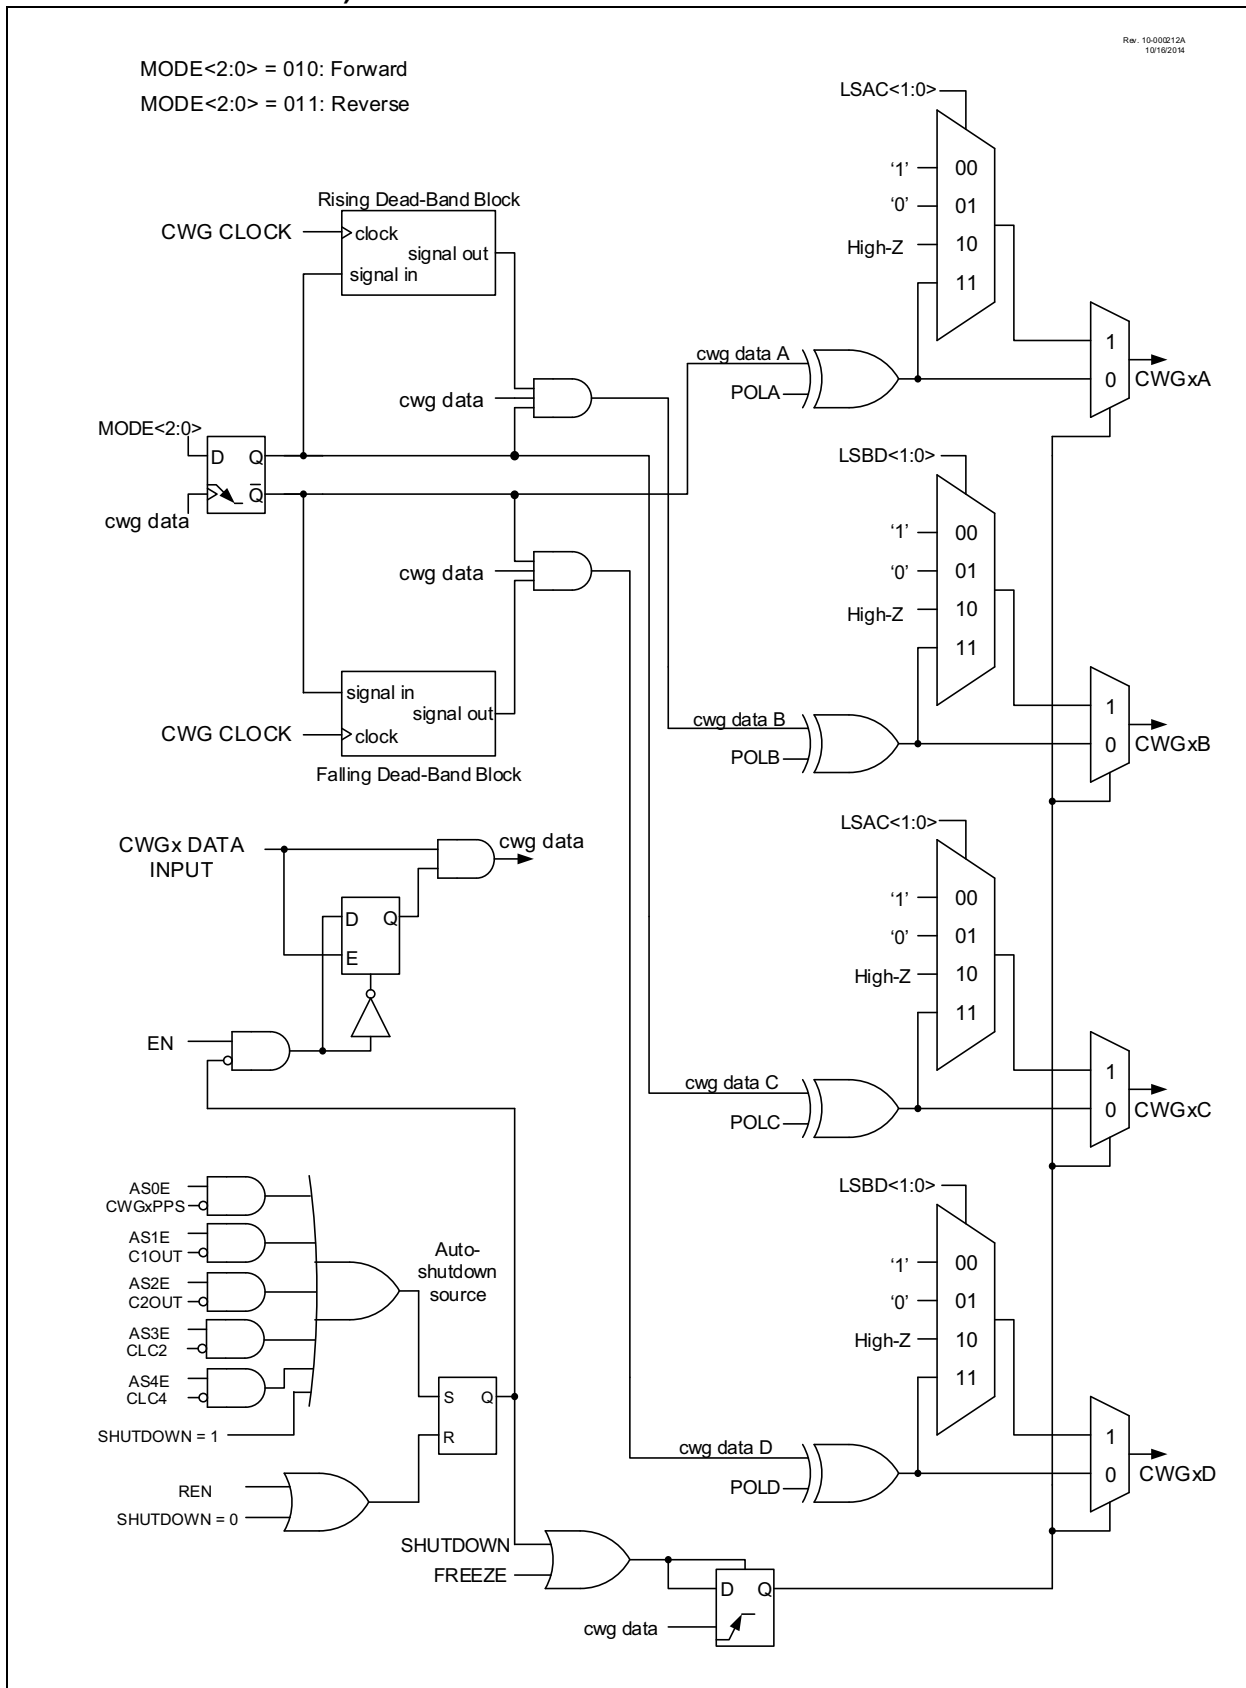 Rev. 10-000212A
10/16/2014
MODE<2:0> = 010: Forward
MODE<2:0> = 011: Reverse
LSAC<1:0>
'1'
00
'0'
01
High-Z
10
11
1
0
CWGxA
Rising Dead-Band Block
CWG CLOCK
clock
signal out
signal in
cwg data A
POLA
cwg data
MODE<2:0>
D
Q
Q
cwg data
cwg data
LSBD<1:0>
'1'
00
'0'
01
High-Z
10
11
1
0
CWGxB
signal in
signal out
CWG CLOCK
clock
Falling Dead-Band Block
cwg data B
POLB
CWGx DATA
INPUT
cwg data
D
Q
E
EN
LSAC<1:0>
'1'
00
'0'
01
High-Z
10
11
1
0
CWGxC
cwg data C
POLC
AS0E
CWGxPPS
AS1E
C1OUT
AS2E
C2OUT
AS3E
CLC2
AS4E
CLC4
SHUTDOWN = 1
Auto-
shutdown
source
S
Q
R
REN
SHUTDOWN = 0
LSBD<1:0>
'1'
00
'0'
01
High-Z
10
11
1
0
CWGxD
cwg data D
POLD
SHUTDOWN
FREEZE
D
Q
cwg data